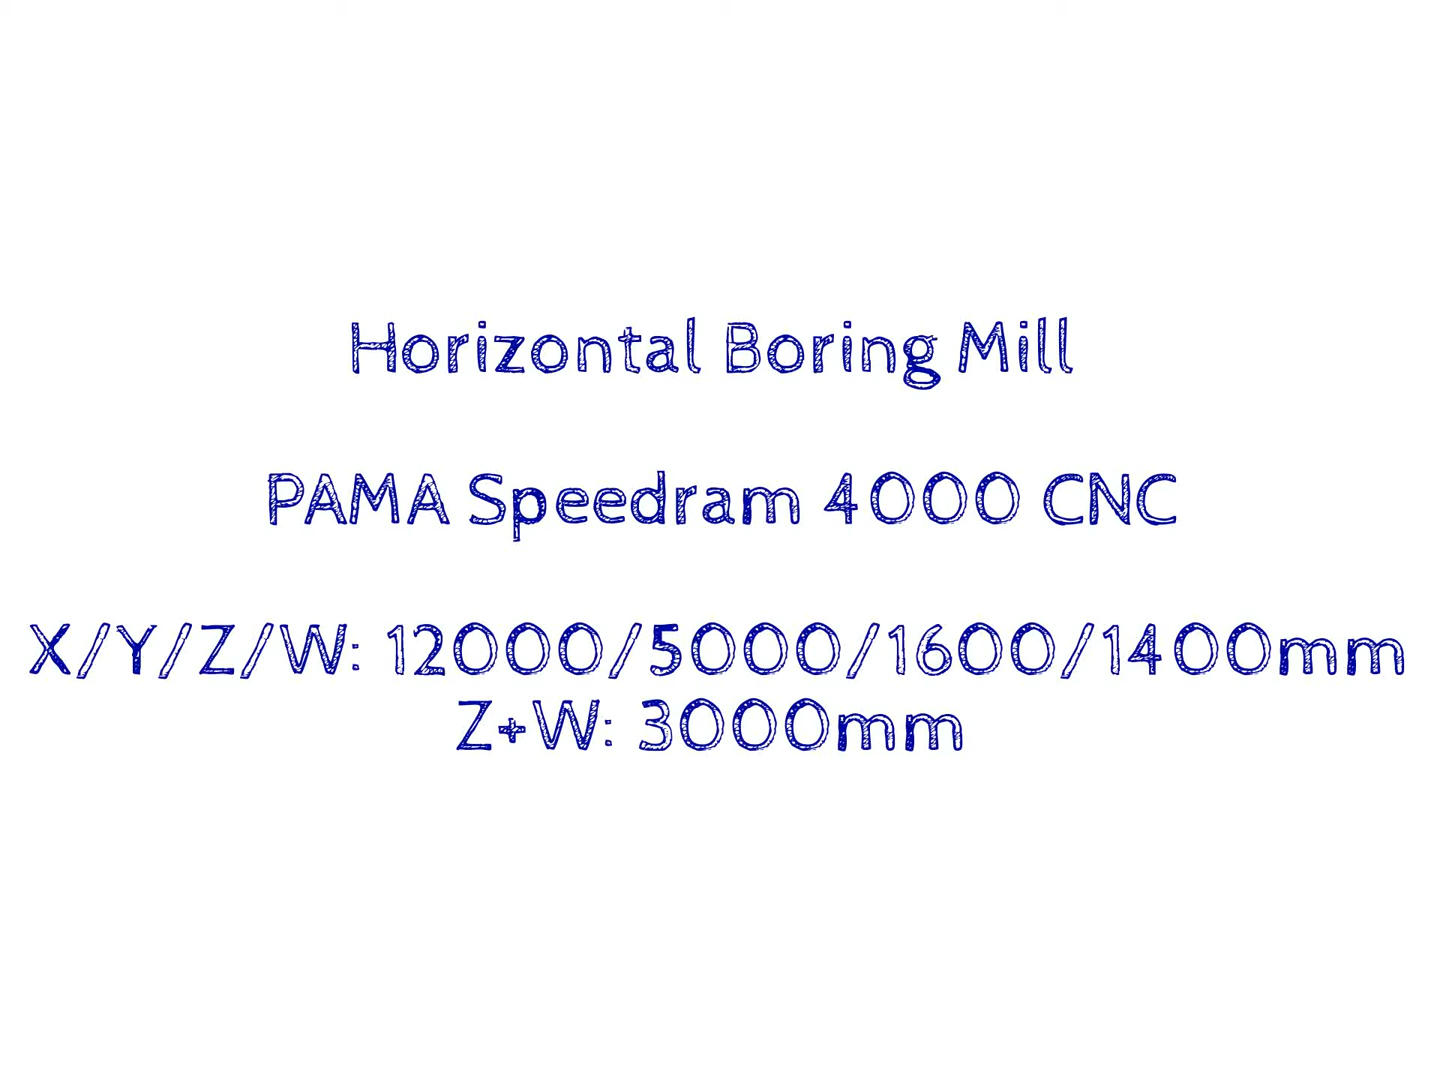 Horizontal Boring Mill
PAMA Speedram 4000 CNC
X/Y/Z/W: 12000/5000/1600/1400mm
Z+W: 3000mm